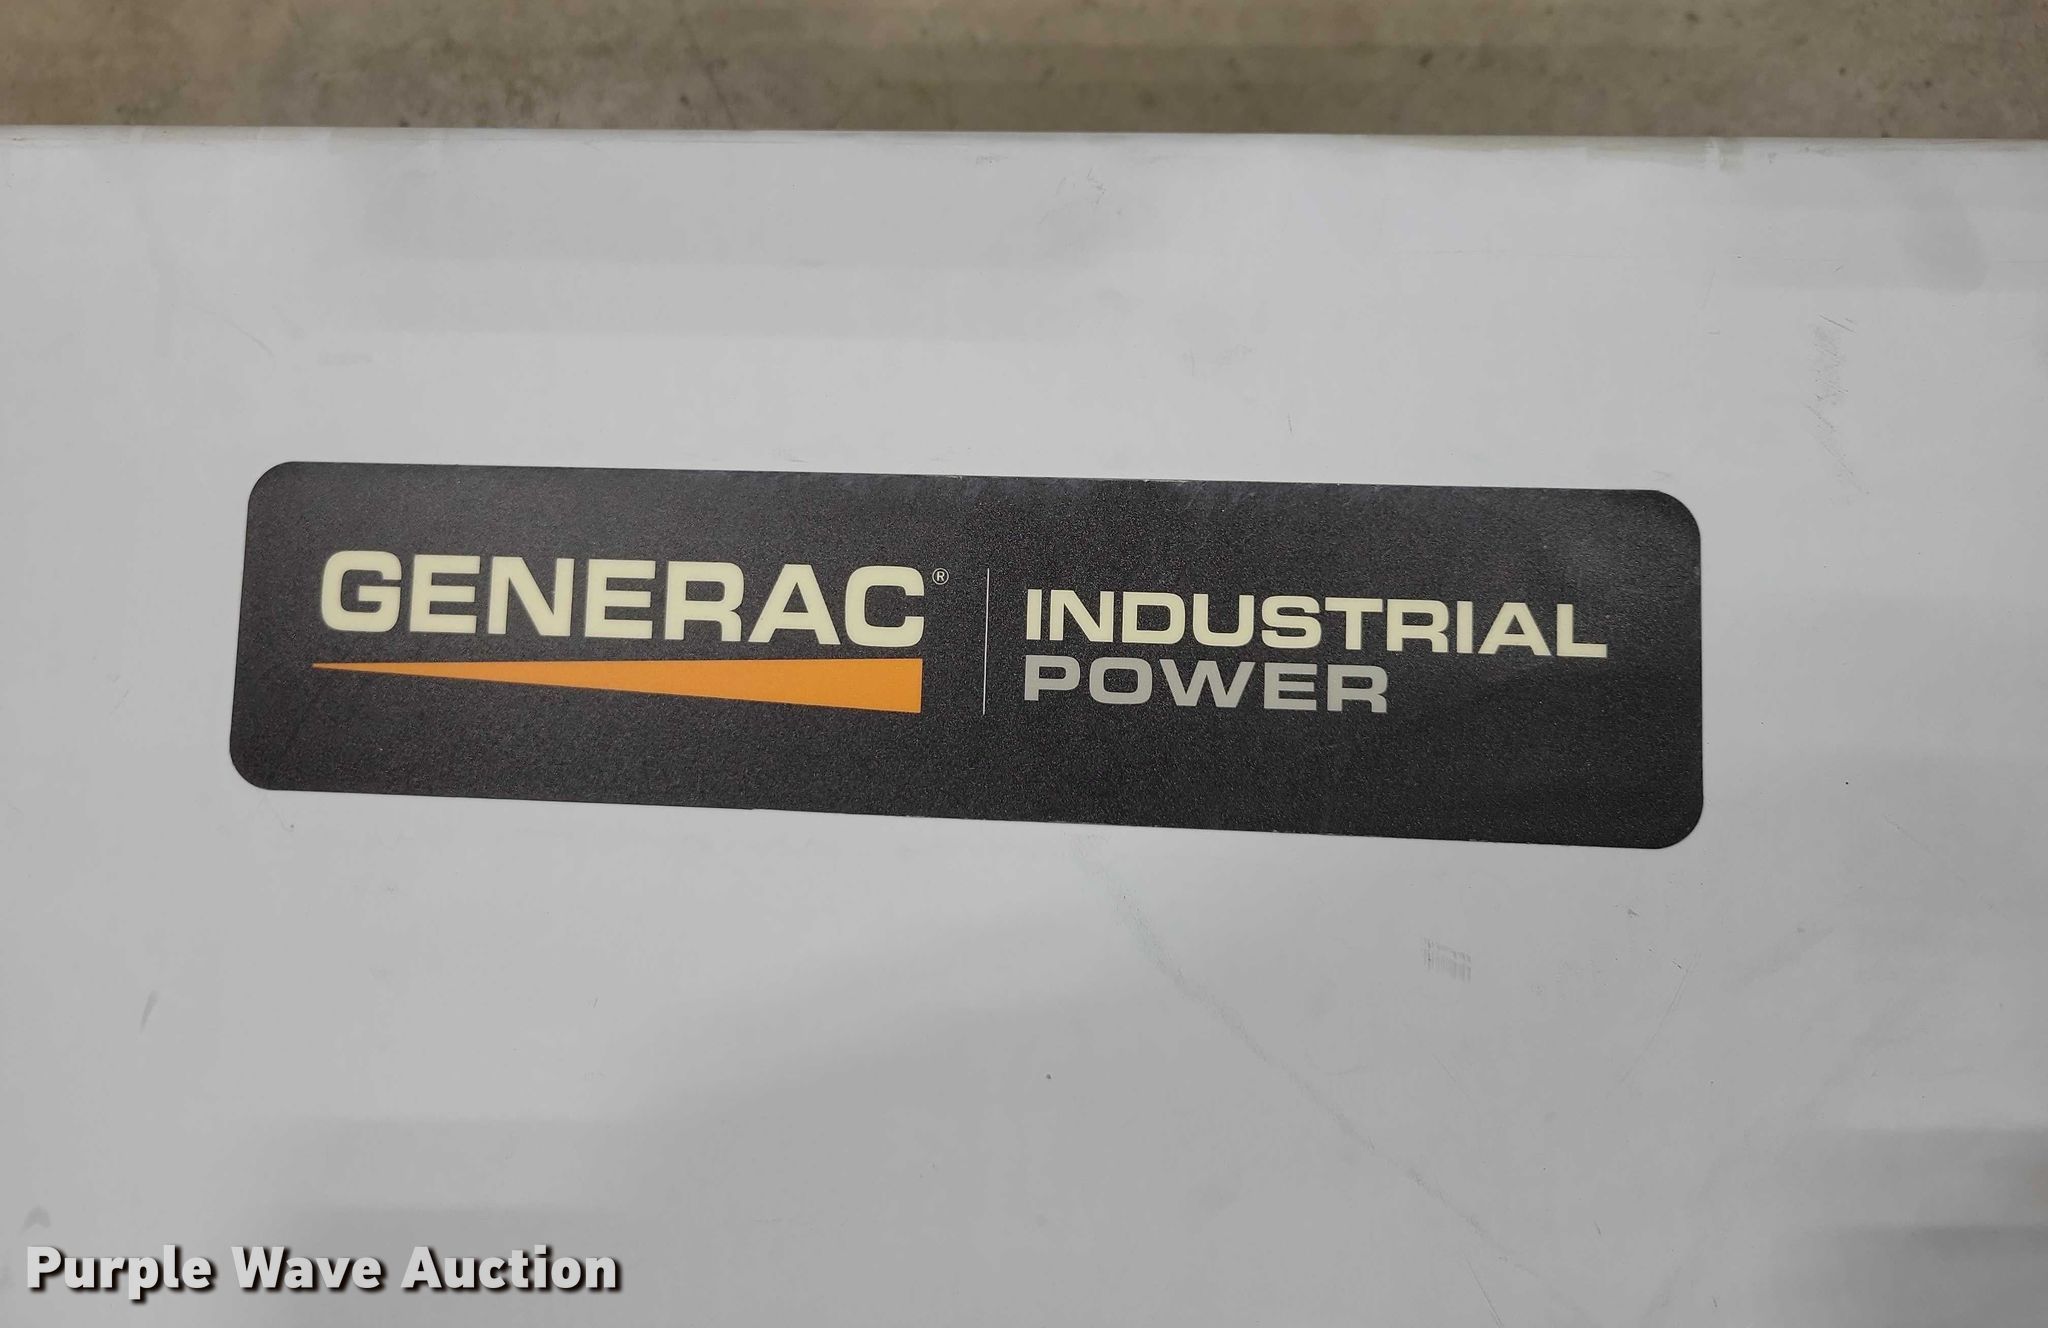 GENERAC®
INDUSTRIAL
POWER
Purple Wave Auction